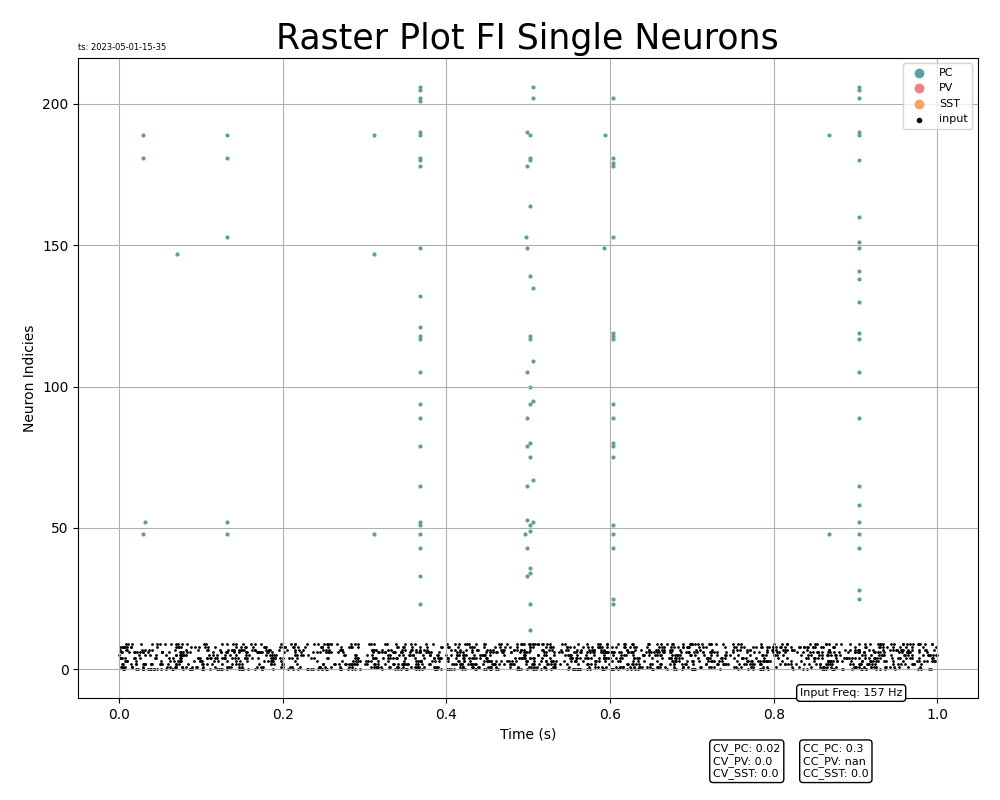 Raster Plot FI Single Neurons
ts: 2023-05-01-15-35
PC
PV
SST
input
200
150
100
50
0
Neuron Indicies
0.0 0.2 0.4 0.6 0.8 1.0
Time (s)
Input Freq: 157 Hz
CV_PC: 0.02
CV_PV: 0.0
CV_SST: 0.0
CC_PC: 0.3
CC_PV: nan
CC_SST: 0.0